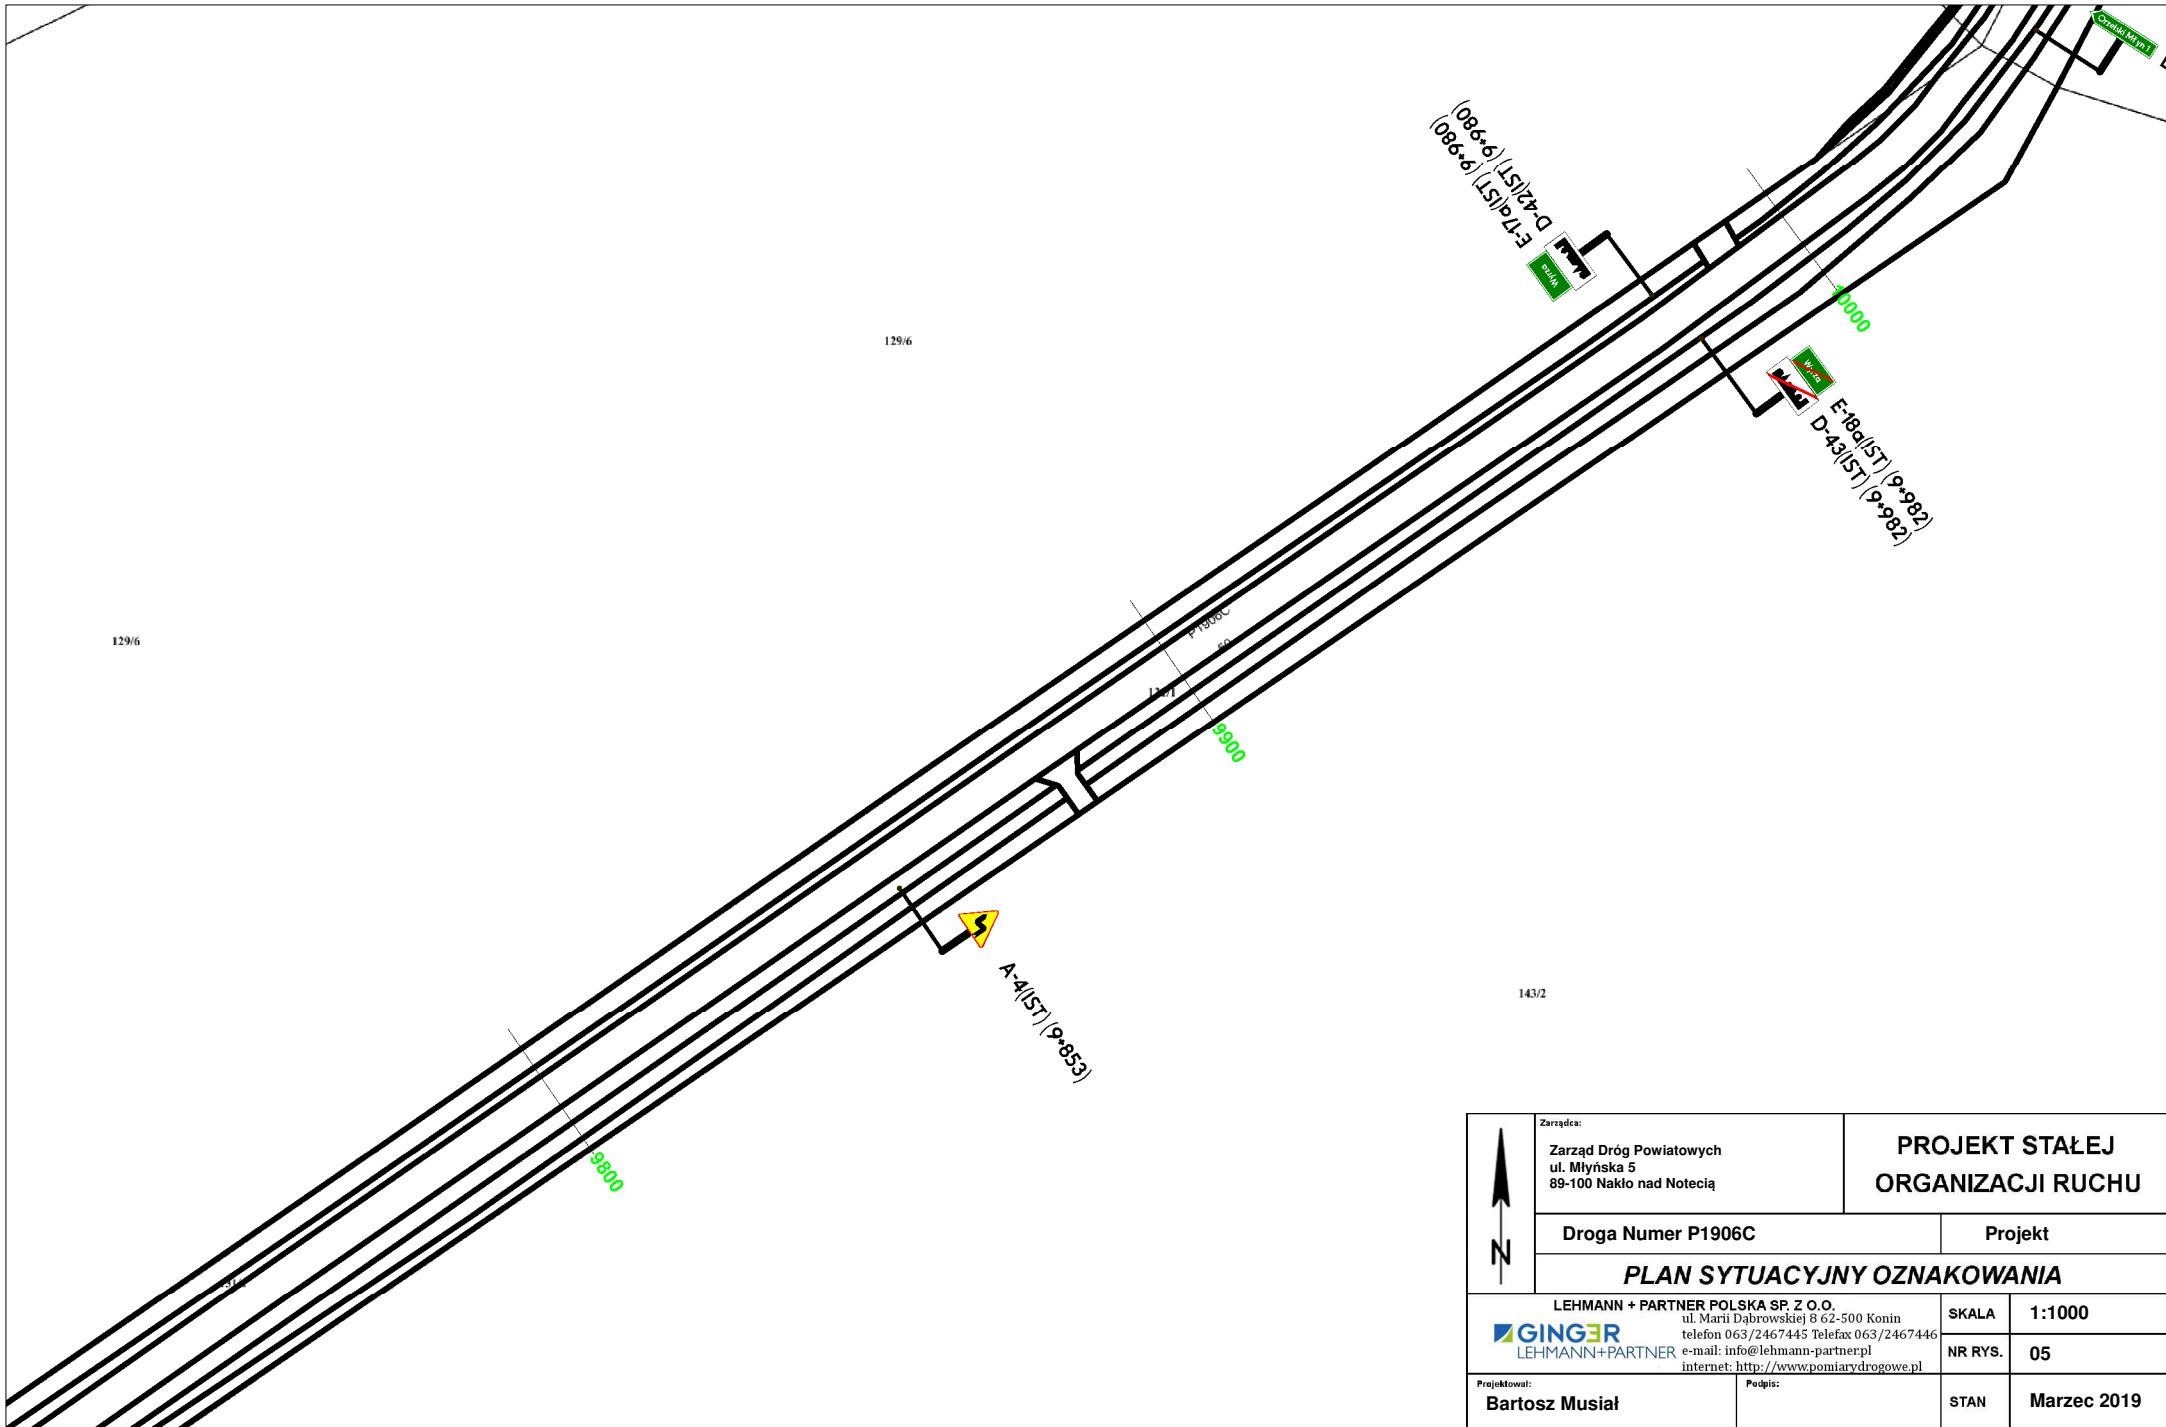 Orzelski Młyn 1
D-42(IST) (9+980)
E-17a(IST) (9+980)
Wyrza
10000
129/6
Wyrza
E-18a(IST) (9+982)
D-43(IST) (9+982)
P1906C
129/6
9900
A-4(IST) (9+853)
143/2
9800
Zarządca:
Zarząd Dróg Powiatowych
ul. Młyńska 5
89-100 Nakło nad Notecią
PROJEKT STAŁEJ
ORGANIZACJI RUCHU
N
Droga Numer P1906C
Projekt
PLAN SYTUACYJNY OZNAKOWANIA
LEHMANN + PARTNER POLSKA SP. Z O.O.
ul. Marii Dąbrowskiej 8 62-500 Konin
telefon 063/2467445 Telefax 063/2467446
e-mail: info@lehmann-partner.pl
internet: http://www.pomiarydrogowe.pl
GINGER
LEHMANN+PARTNER
SKALA 1:1000
NR RYS. 05
Projektował:
Bartosz Musiał
Podpis:
STAN Marzec 2019